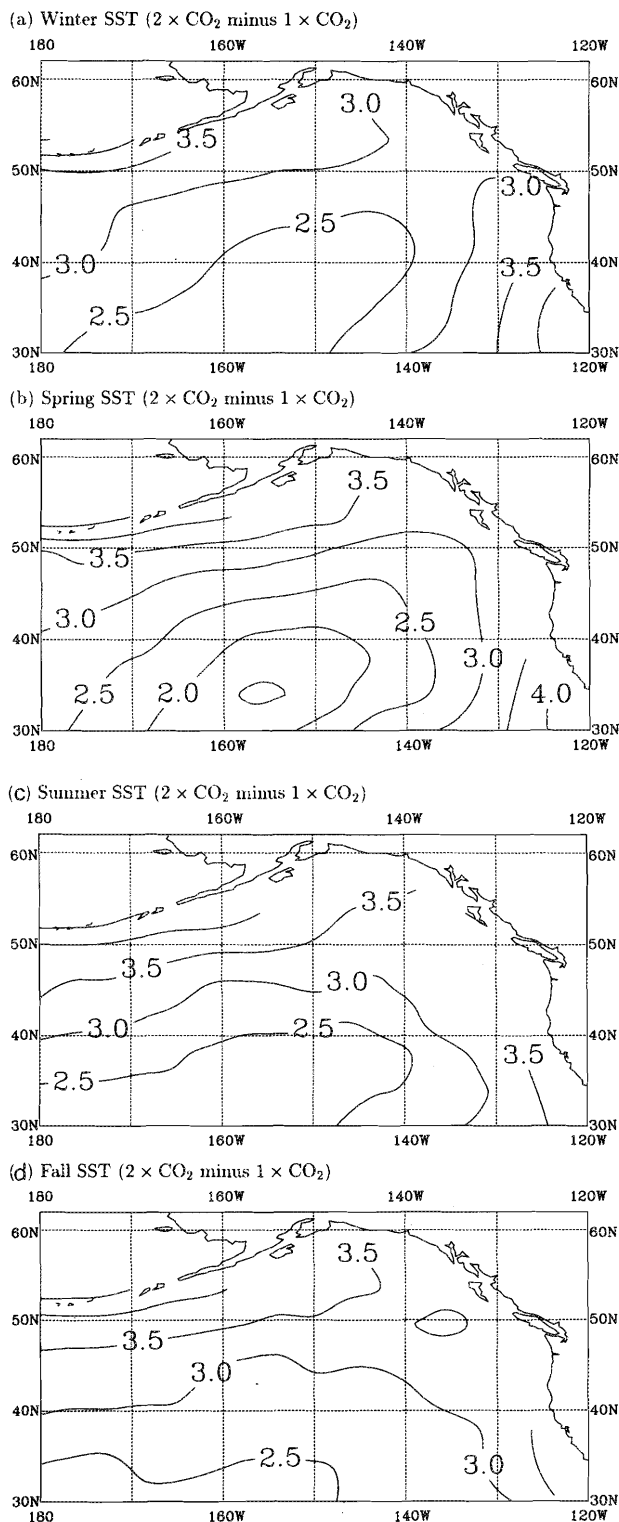 (a) Winter SST (2 × CO₂ minus 1 × CO₂)
180 160W 140W 120W
60N 60N
3.0
3.5
50N 50N
3.0
2.5
3.0
40N 40N
3.5
2.5
30N 30N
180 160W 140W 120W
(b) Spring SST (2 × CO₂ minus 1 × CO₂)
180 160W 140W 120W
60N 60N
3.5
50N 50N
3.5
3.0
2.5
40N 40N
3.0
2.5 2.0 4.0
30N 30N
180 160W 140W 120W
(c) Summer SST (2 × CO₂ minus 1 × CO₂)
180 160W 140W 120W
60N 60N
3.5
50N 50N
3.5
3.0
3.0 2.5
40N 40N
3.5
2.5
30N 30N
180 160W 140W 120W
(d) Fall SST (2 × CO₂ minus 1 × CO₂)
180 160W 140W 120W
60N 60N
3.5
50N 50N
3.5
3.0
40N 40N
2.5 3.0
30N 30N
180 160W 140W 120W